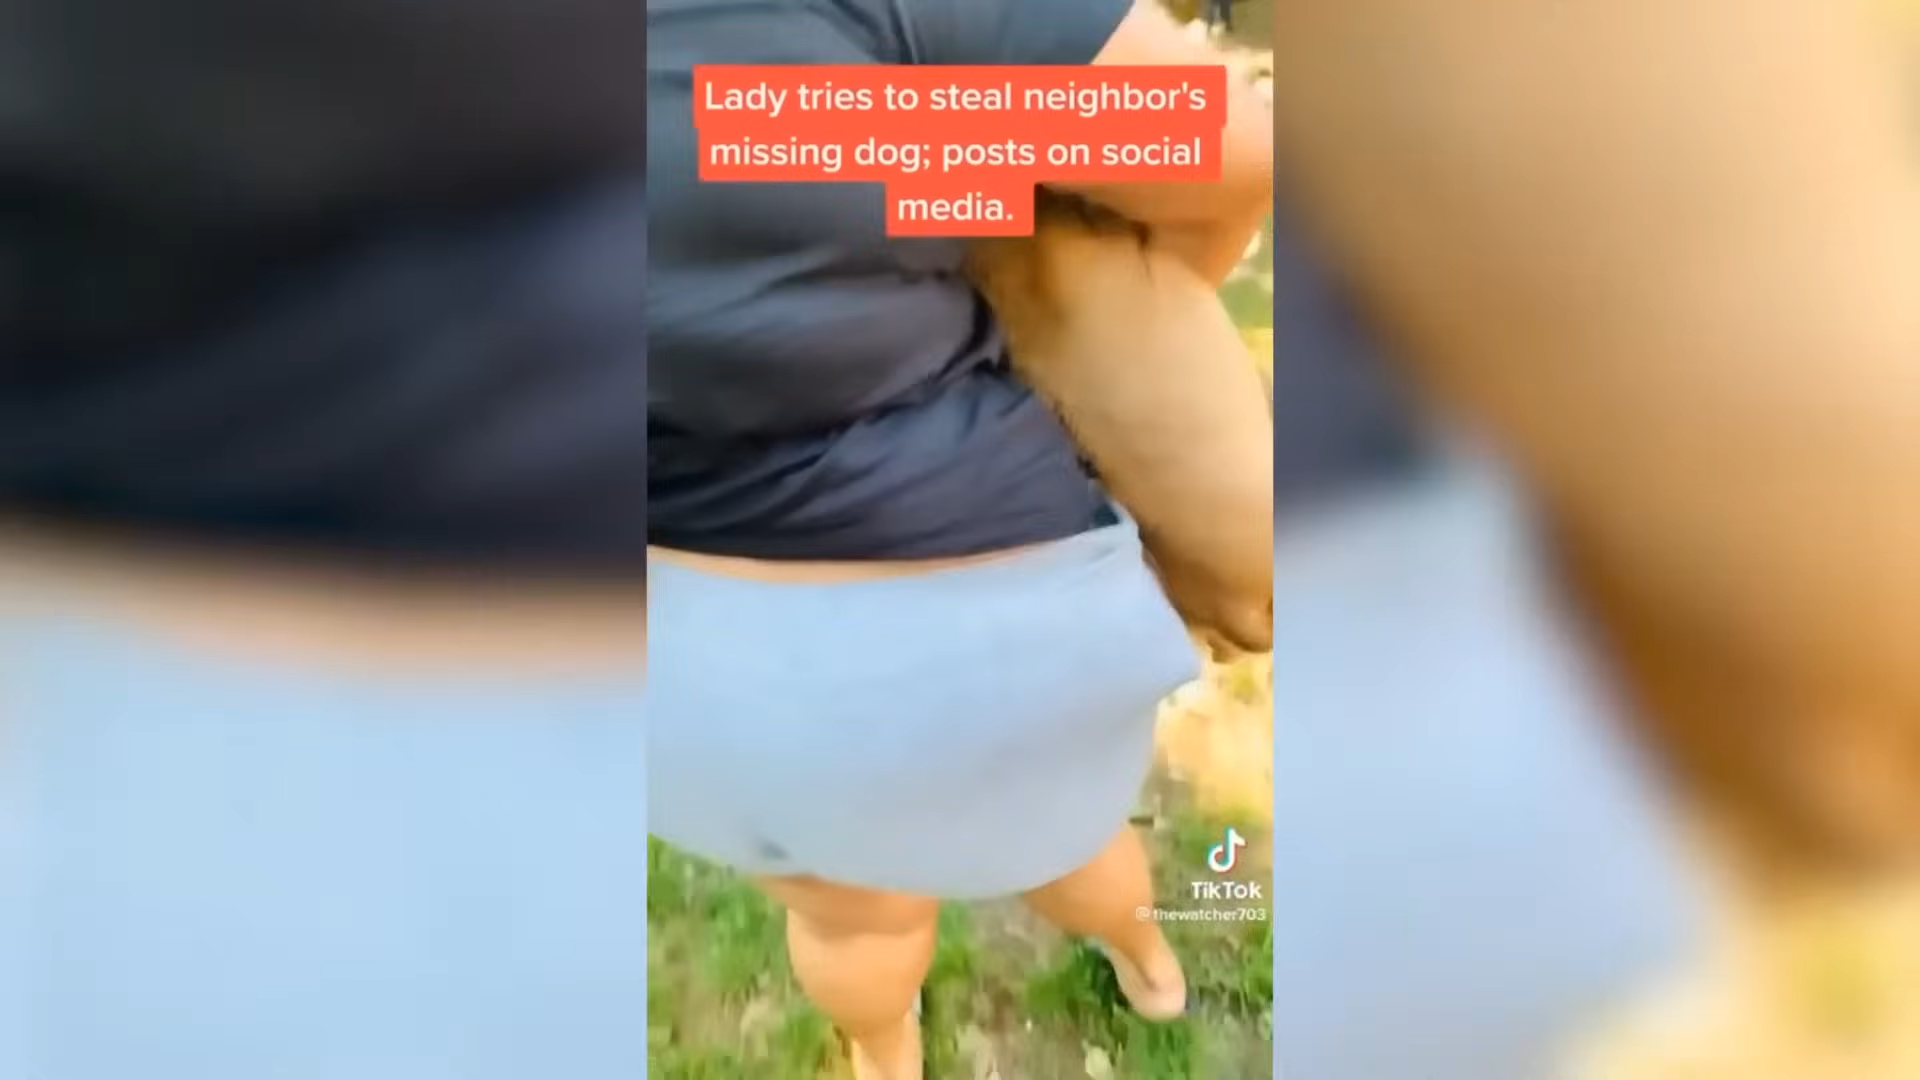 Lady tries to steal neighbor's
missing dog; posts on social
media.
TikTok
@thewatcher703